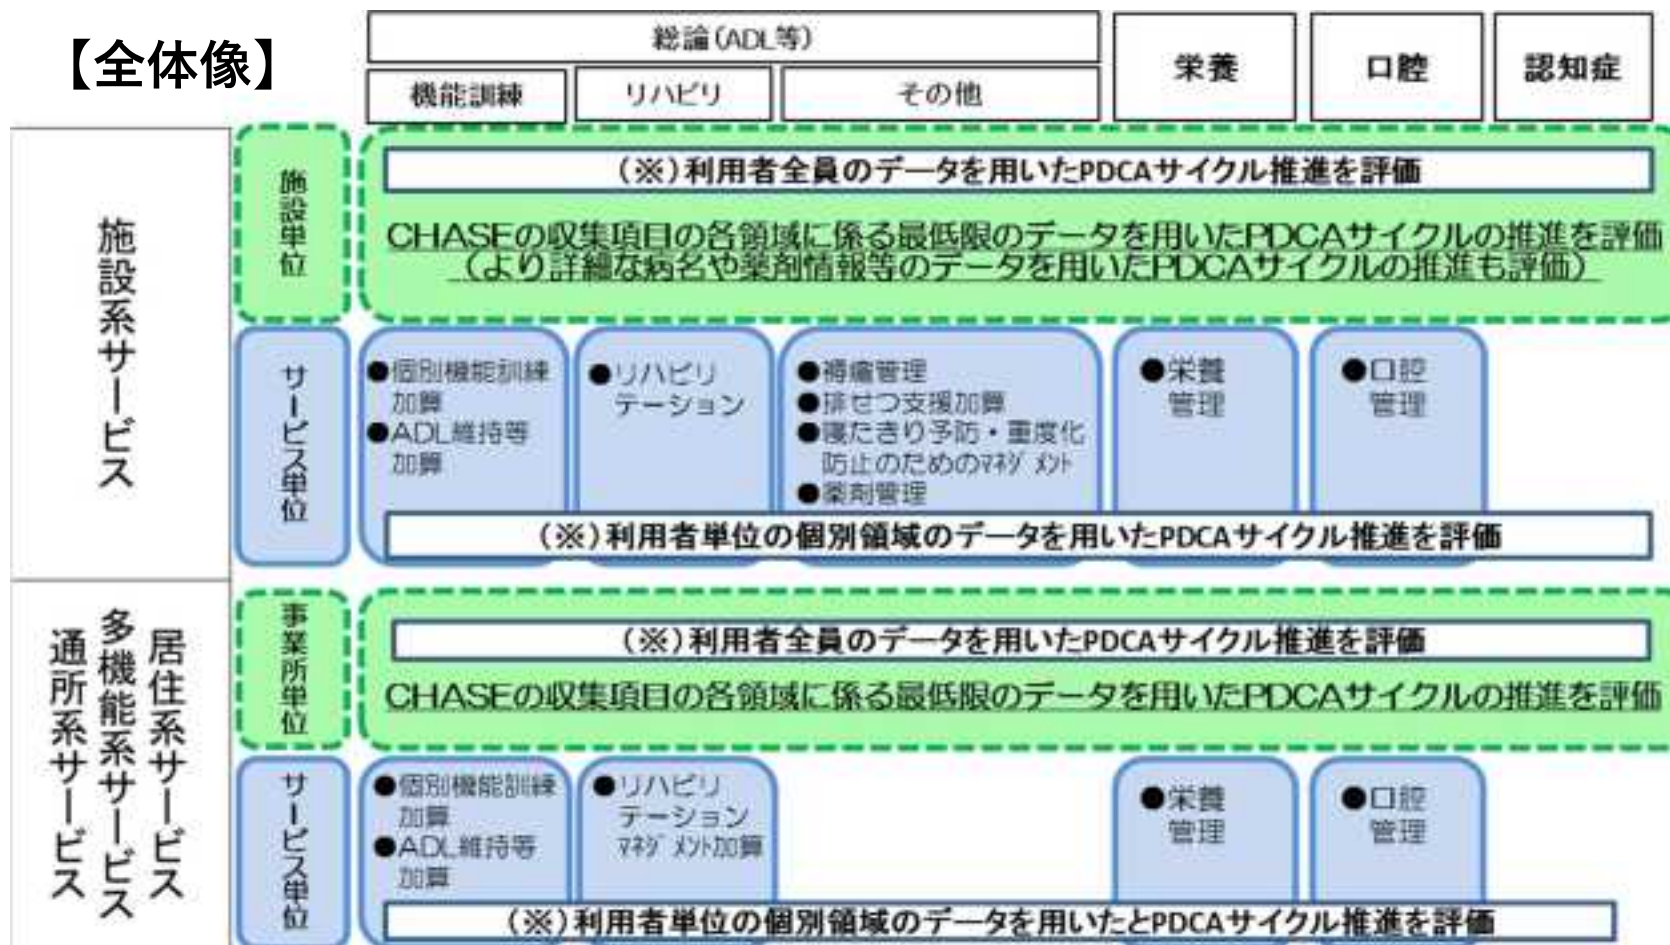 【全体像】
総論(ADL等)
機能訓練
リハビリ
その他
栄養
口腔
認知症
施設系サービス
施設単位
(※)利用者全員のデータを用いたPDCAサイクル推進を評価
CHASEの収集項目の各領域に係る最低限のデータを用いたPDCAサイクルの推進を評価
(より詳細な病名や薬剤情報等のデータを用いたPDCAサイクルの推進も評価)
サービス単位
●個別機能訓練
加算
●ADL維持等
加算
●リハビリ
テーション
●褥瘡管理
●排せつ支援加算
●寝たきり予防・重度化
防止のためのマネジメント
●薬剤管理
●栄養
管理
●口腔
管理
(※)利用者単位の個別領域のデータを用いたPDCAサイクル推進を評価
居住系サービス
多機能系サービス
通所系サービス
事業所単位
(※)利用者全員のデータを用いたPDCAサイクル推進を評価
CHASEの収集項目の各領域に係る最低限のデータを用いたPDCAサイクルの推進を評価
サービス単位
●個別機能訓練
加算
●ADL維持等
加算
●リハビリ
テーション
マネジメント加算
●栄養
管理
●口腔
管理
(※)利用者単位の個別領域のデータを用いたとPDCAサイクル推進を評価